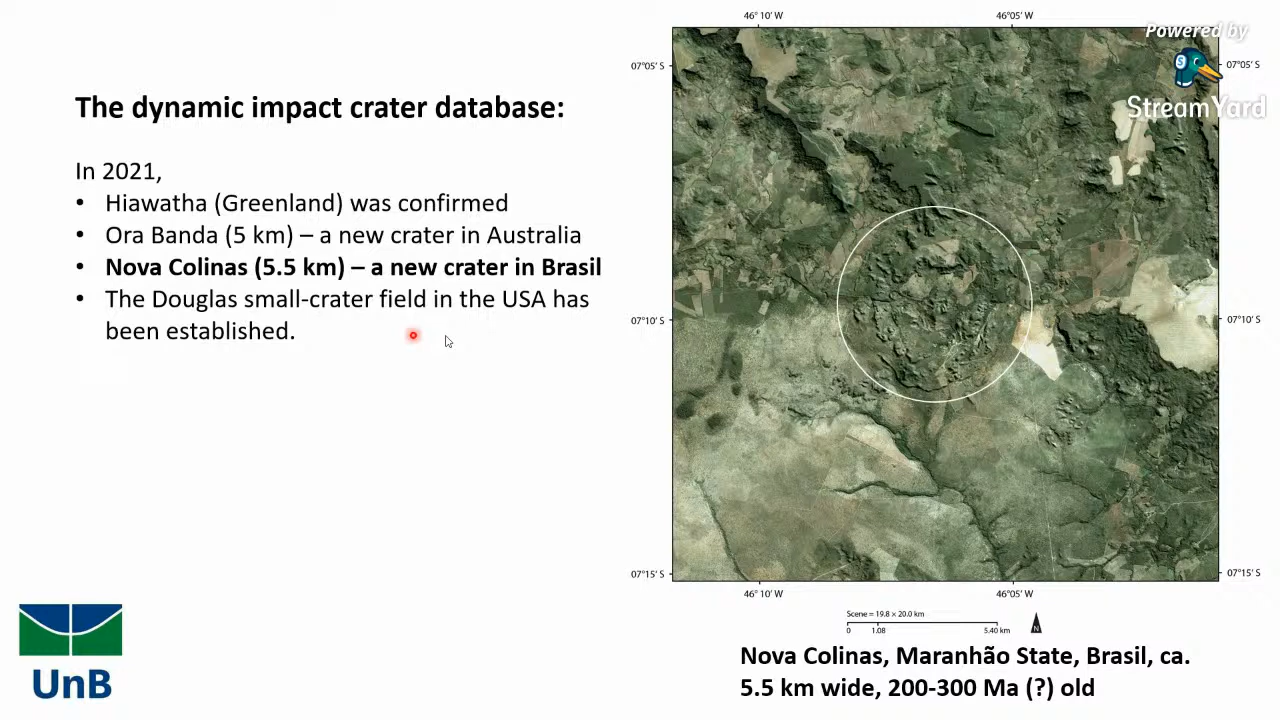 The dynamic impact crater database:
In 2021,
• Hiawatha (Greenland) was confirmed
• Ora Banda (5 km) – a new crater in Australia
• Nova Colinas (5.5 km) – a new crater in Brasil
• The Douglas small-crater field in the USA has
been established.
UnB
46° 10' W
46°05' W
Powered by
StreamYard
07°05' S
07°05' S
07°10' S
07°10' S
07°15' S
07°15' S
46° 10' W
46°05' W
Scene = 19.8 × 20.0 km
0 1.08 5.40 km
N
Nova Colinas, Maranhão State, Brasil, ca.
5.5 km wide, 200-300 Ma (?) old